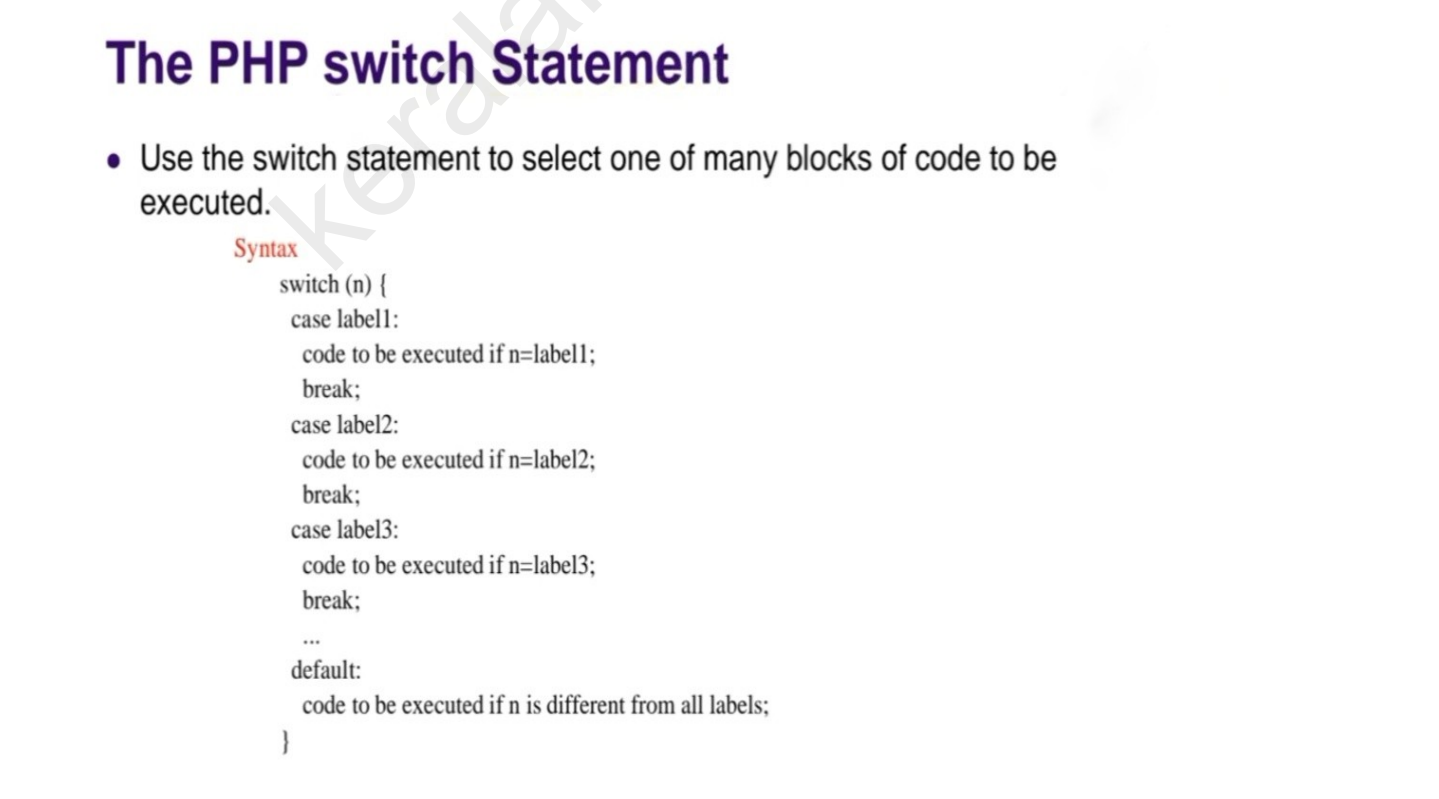 The PHP switch Statement
• Use the switch statement to select one of many blocks of code to be
executed.
Syntax
switch (n) {
case label1:
code to be executed if n=label1;
break;
case label2:
code to be executed if n=label2;
break;
case label3:
code to be executed if n=label3;
break;
...
default:
code to be executed if n is different from all labels;
}